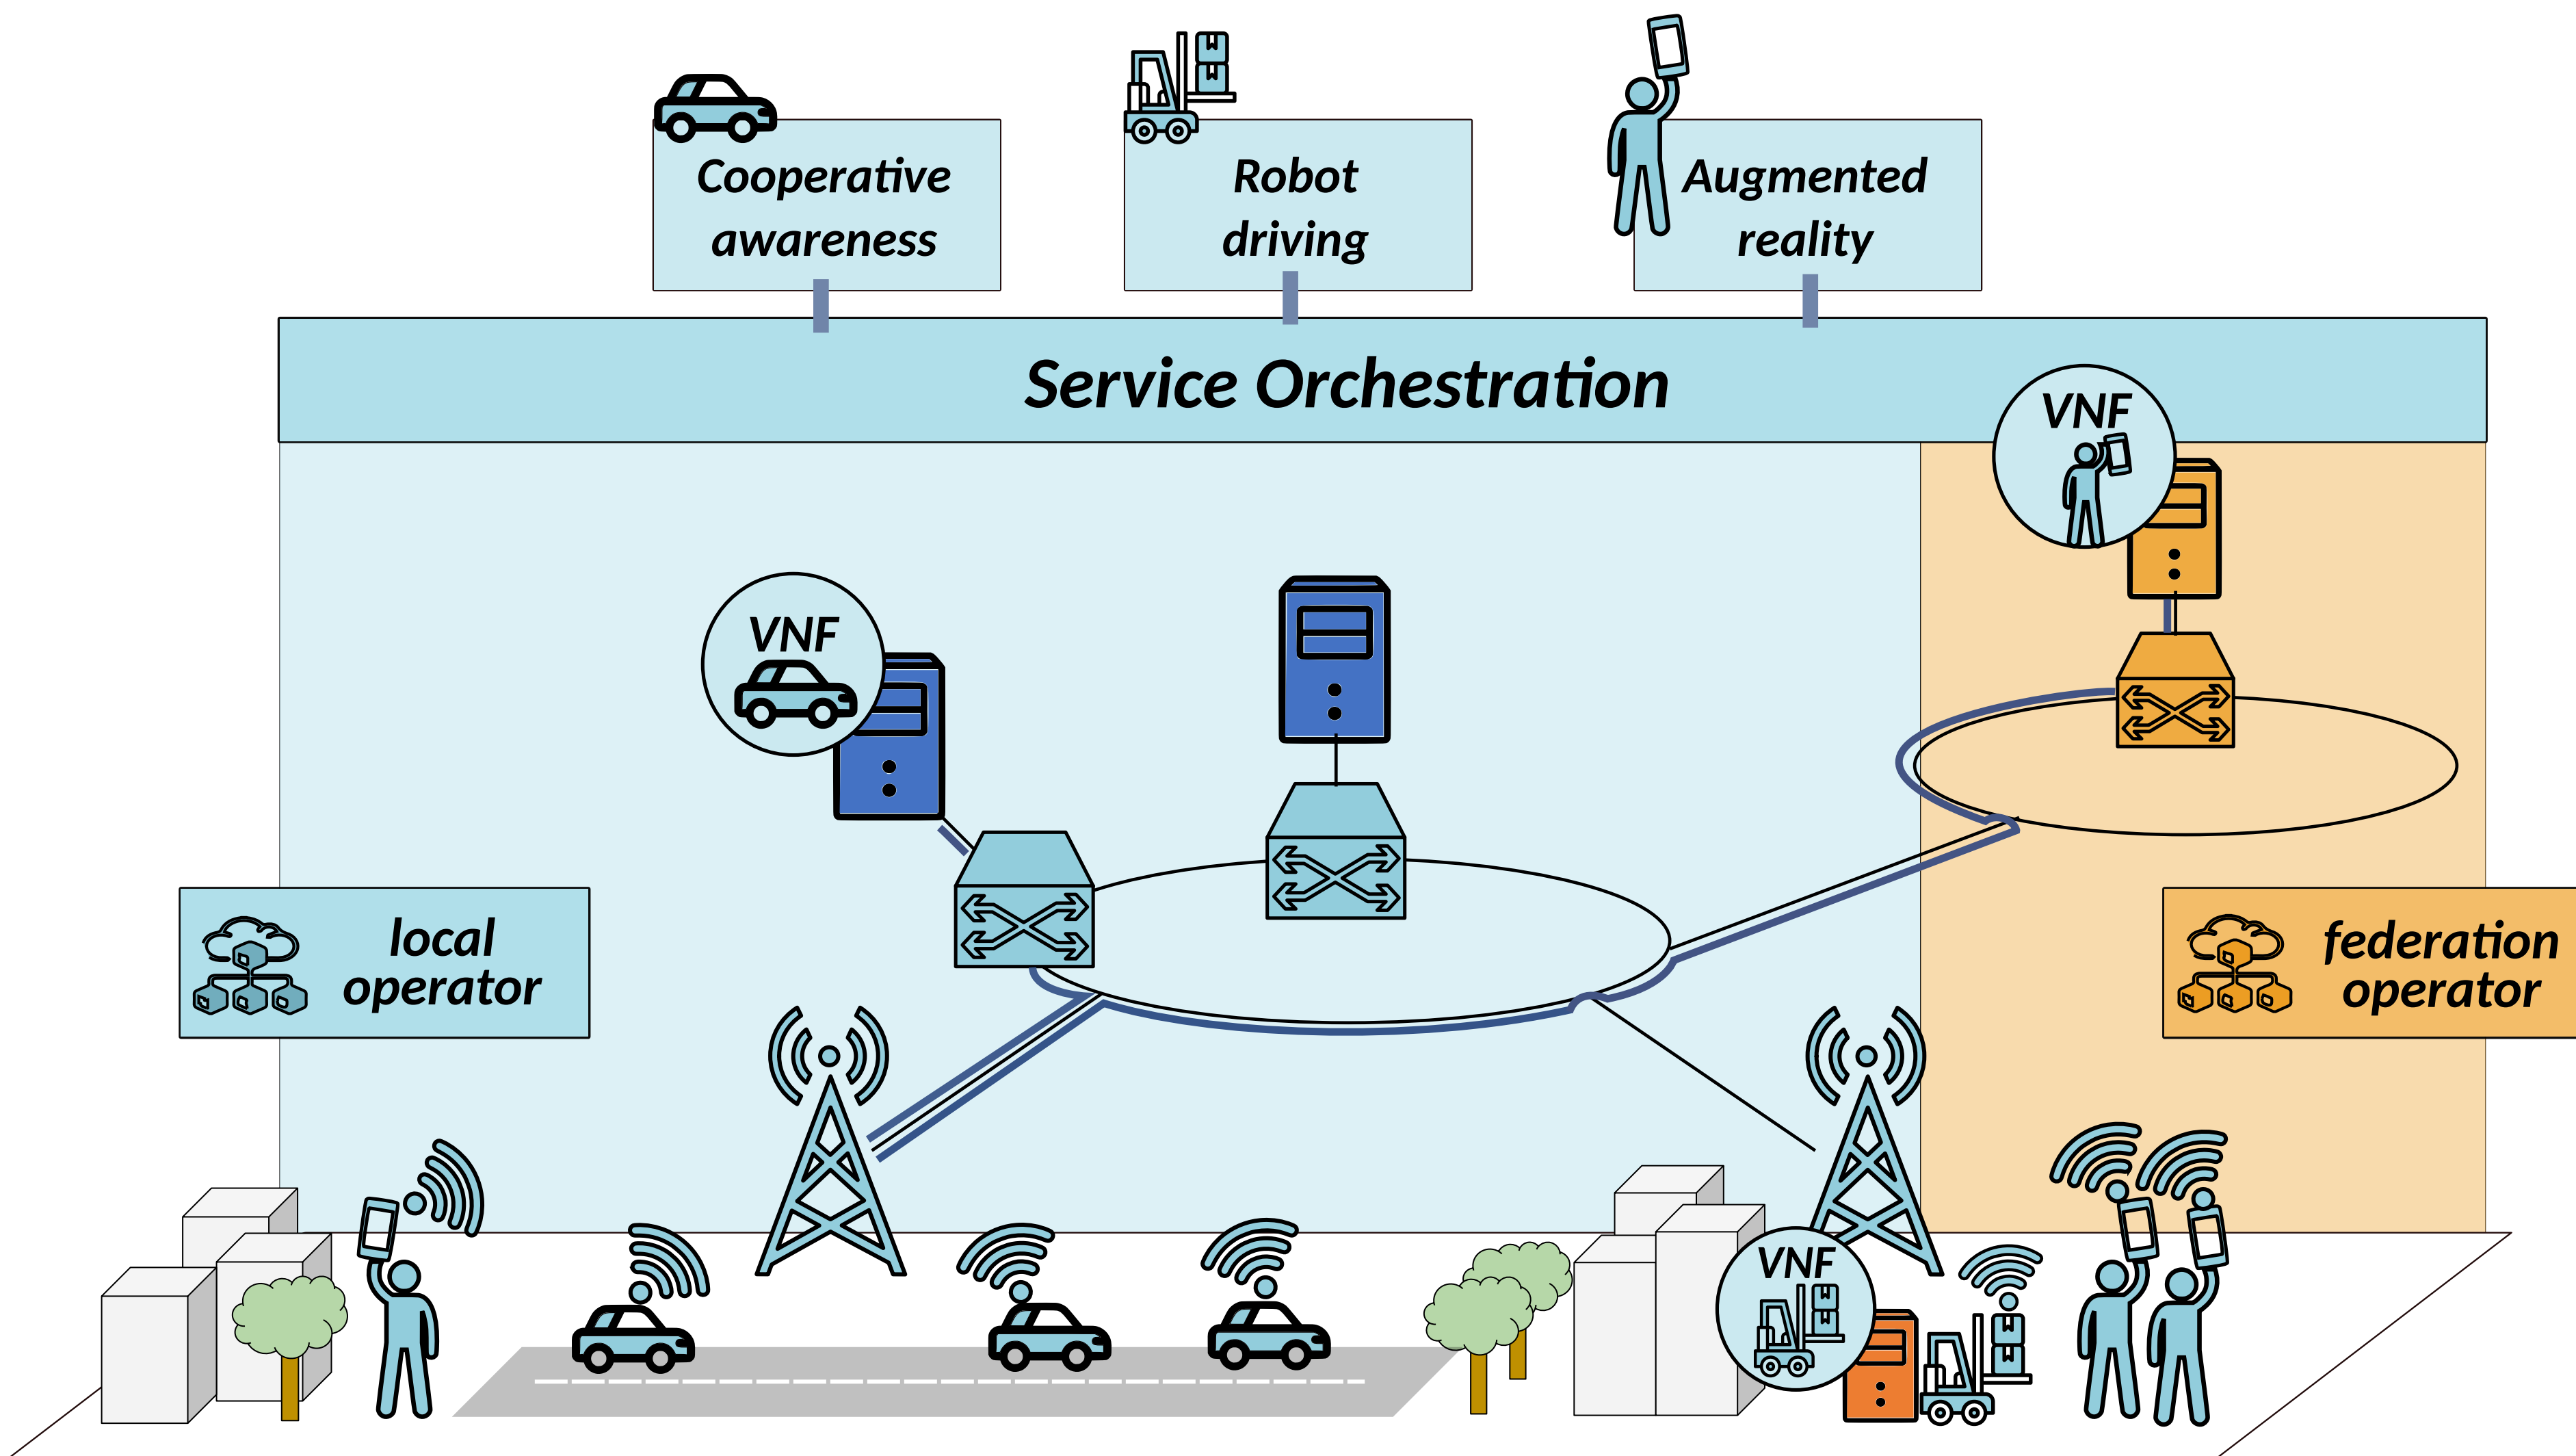 Cooperative
awareness
Robot
driving
Augmented
reality
Service Orchestration
VNF
VNF
local
operator
federation
operator
VNF